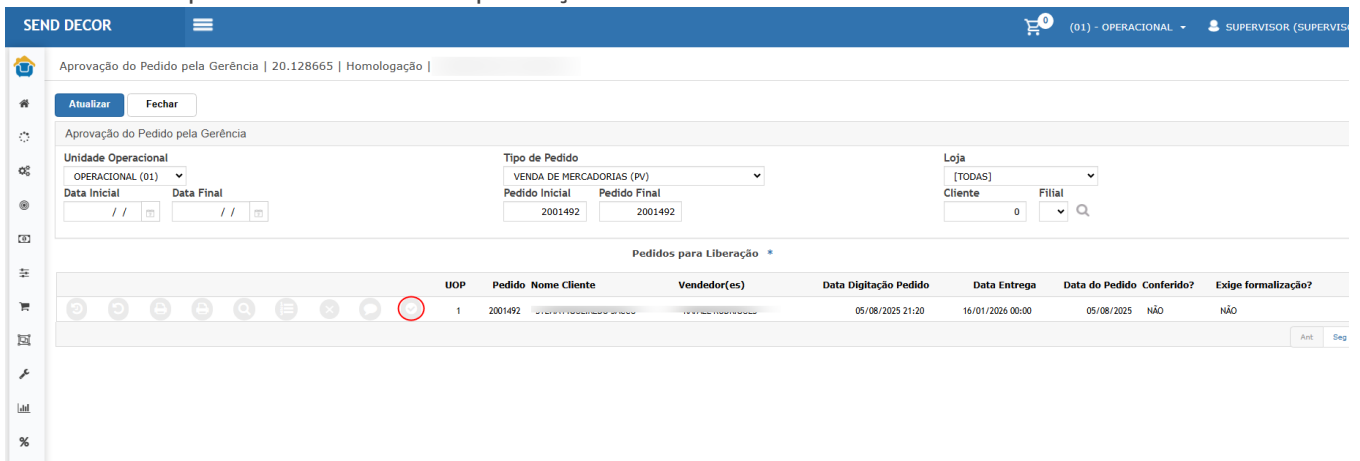 SEND DECOR
0
(01) - OPERACIONAL
SUPERVISOR (SUPERVISO
Aprovação do Pedido pela Gerência | 20.128665 | Homologação |
Atualizar Fechar
Aprovação do Pedido pela Gerência
Unidade Operacional Tipo de Pedido Loja
OPERACIONAL (01) VENDA DE MERCADORIAS (PV) [TODAS]
Data Inicial Data Final Pedido Inicial Pedido Final Cliente Filial
/ / / / 2001492 2001492 0
Pedidos para Liberação *
UOP Pedido Nome Cliente Vendedor(es) Data Digitação Pedido Data Entrega Data do Pedido Conferido? Exige formalização?
1 2001492 05/08/2025 21:20 16/01/2026 00:00 05/08/2025 NÃO NÃO
Ant Seg